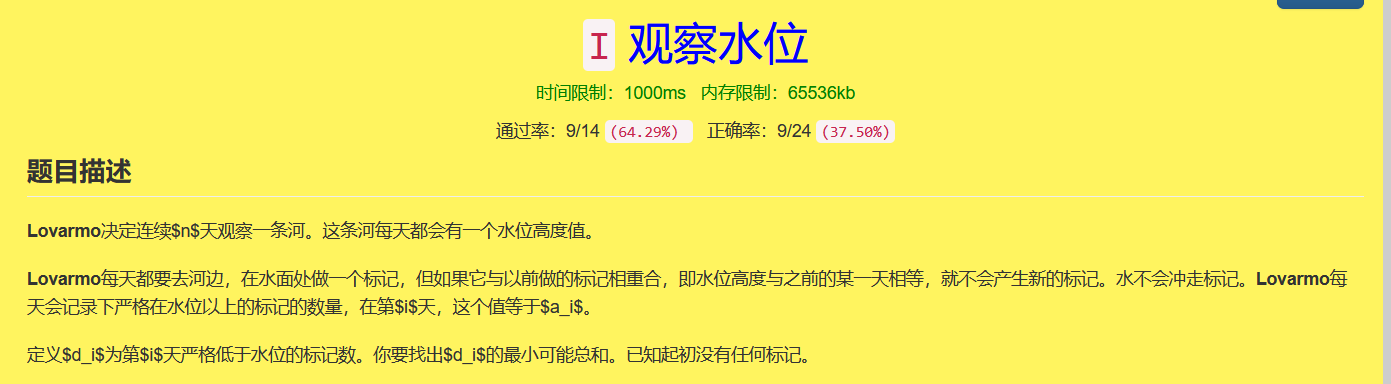 I 观察水位
时间限制：1000ms 内存限制：65536kb
通过率：9/14 (64.29%) 正确率：9/24 (37.50%)
题目描述
Lovarmo决定连续$n$天观察一条河。这条河每天都会有一个水位高度值。
Lovarmo每天都要去河边，在水面处做一个标记，但如果它与以前做的标记相重合，即水位高度与之前的某一天相等，就不会产生新的标记。水不会冲走标记。Lovarmo每
天会记录下严格在水位以上的标记的数量，在第$i$天，这个值等于$a_i$。
定义$d_i$为第$i$天严格低于水位的标记数。你要找出$d_i$的最小可能总和。已知起初没有任何标记。